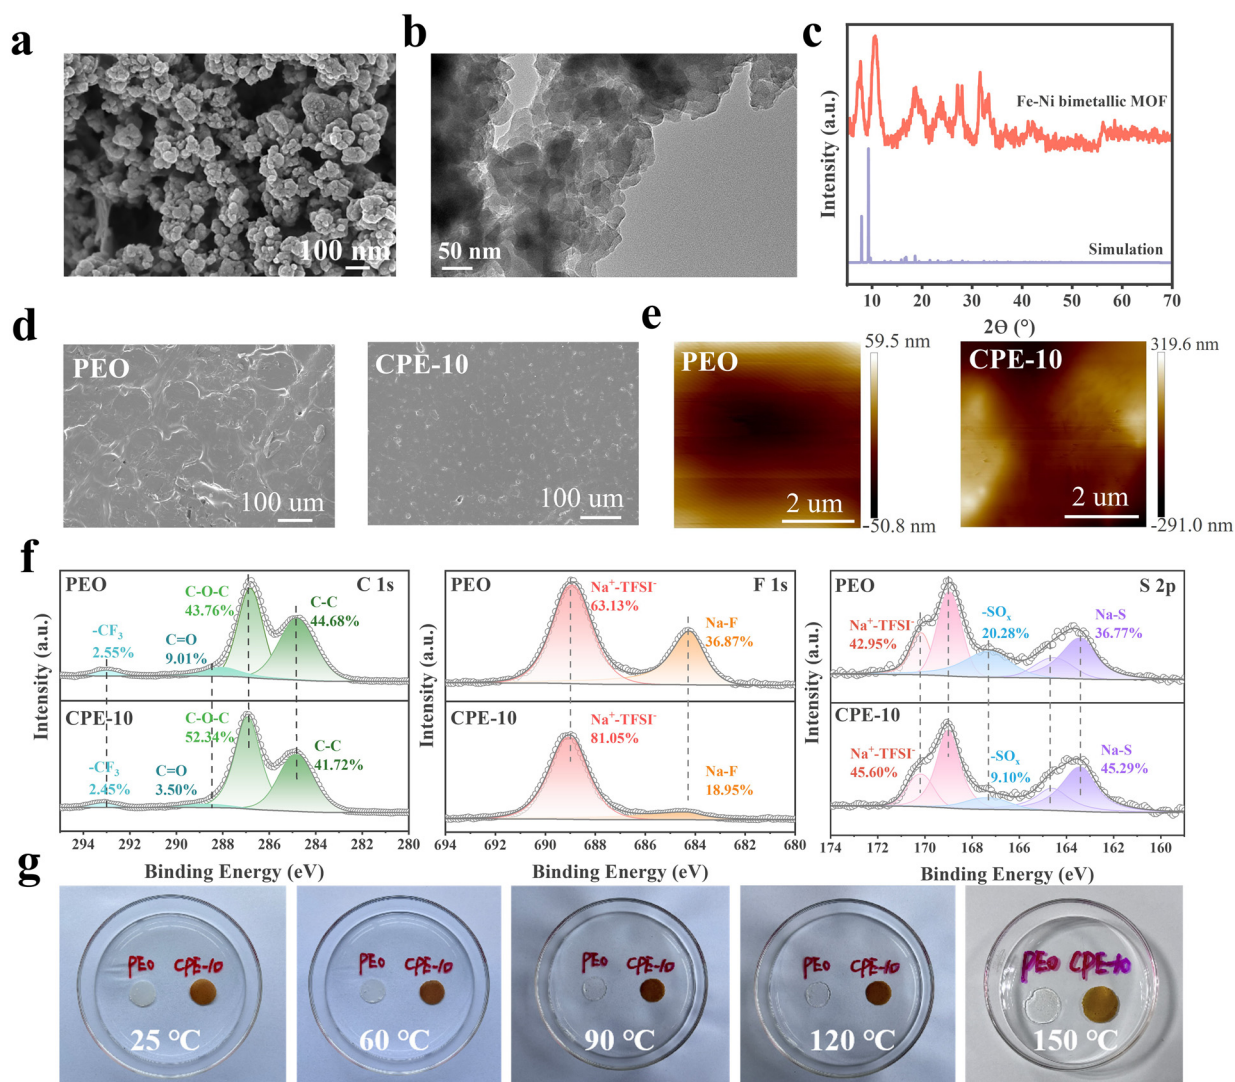 a
100 nm
b
50 nm
c
Intensity (a.u.)
Fe-Ni bimetallic MOF
Simulation
10 20 30 40 50 60 70
2Θ (°)
d
PEO
100 um
CPE-10
100 um
e
PEO
2 um
59.5 nm
-50.8 nm
CPE-10
2 um
319.6 nm
-291.0 nm
f
Intensity (a.u.)
PEO
C 1s
-CF3
2.55%
C=O
9.01%
C-O-C
43.76%
C-C
44.68%
CPE-10
-CF3
2.45%
C=O
3.50%
C-O-C
52.34%
C-C
41.72%
294 292 290 288 286 284 282 280
Binding Energy (eV)
Intensity (a.u.)
PEO
F 1s
Na+-TFSI-
63.13%
Na-F
36.87%
CPE-10
Na+-TFSI-
81.05%
Na-F
18.95%
694 692 690 688 686 684 682 680
Binding Energy (eV)
Intensity (a.u.)
PEO
S 2p
Na+-TFSI-
42.95%
-SOx
20.28%
Na-S
36.77%
CPE-10
Na+-TFSI-
45.60%
-SOx
9.10%
Na-S
45.29%
174 172 170 168 166 164 162 160
Binding Energy (eV)
g
PEO CPE-10
25 °C
PEO CPE-10
60 °C
PEO CPE-10
90 °C
PEO CPE-10
120 °C
PEO CPE-10
150 °C